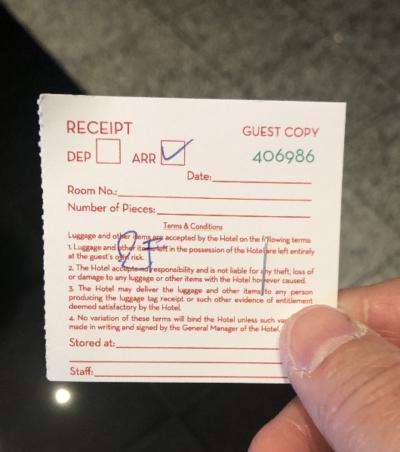 RECEIPT GUEST COPY
DEP ARR ✓ 406986
Date:
Room No.:
Number of Pieces:
Terms & Conditions
Luggage and other items are accepted by the Hotel on the following terms
1. Luggage and other items left in the possession of the Hotel are left entirely
at the guest's only risk.
2. The Hotel accepts no responsibility and is not liable for any theft, loss
or damage to any luggage or other items with the Hotel however caused.
3. The Hotel may deliver the luggage and other items to any person
producing the luggage tag receipt or such other evidence of entitlement
deemed satisfactory by the Hotel.
4. No variation of these terms will bind the Hotel unless such
made in writing and signed by the General Manager of the Hotel.
Stored at:
Staff: